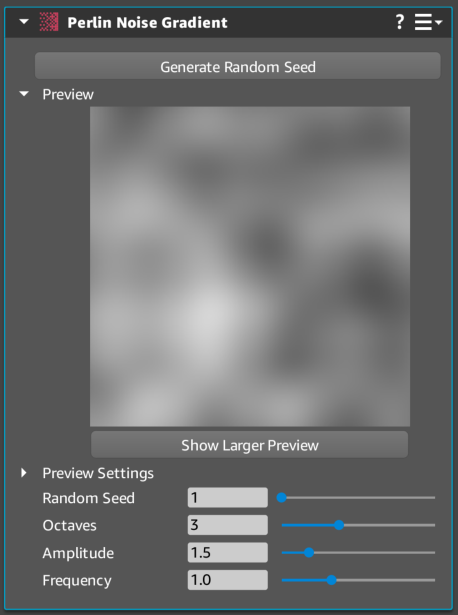 Perlin Noise Gradient ?
Generate Random Seed
Preview
Show Larger Preview
Preview Settings
Random Seed 1
Octaves 3
Amplitude 1.5
Frequency 1.0